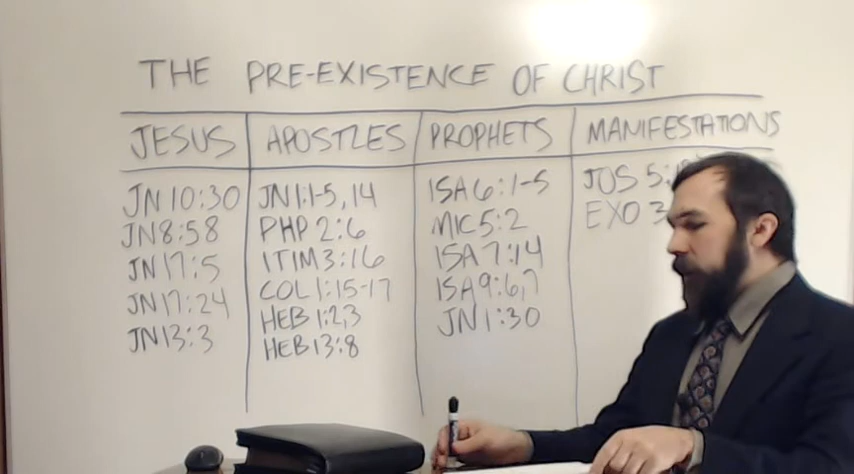 THE PRE-EXISTENCE OF CHRIST
JESUS
JN 10:30
JN 8:58
JN 17:5
JN 17:24
JN 13:3
APOSTLES
JN 1:1-5, 14
PHP 2:6
1TIM 3:16
COL 1:15-17
HEB 1:2,3
HEB 13:8
PROPHETS
ISA 6:1-5
MIC 5:2
ISA 7:14
ISA 9:6,7
JN 1:30
MANIFESTATIONS
JOS 5:
EXO 3